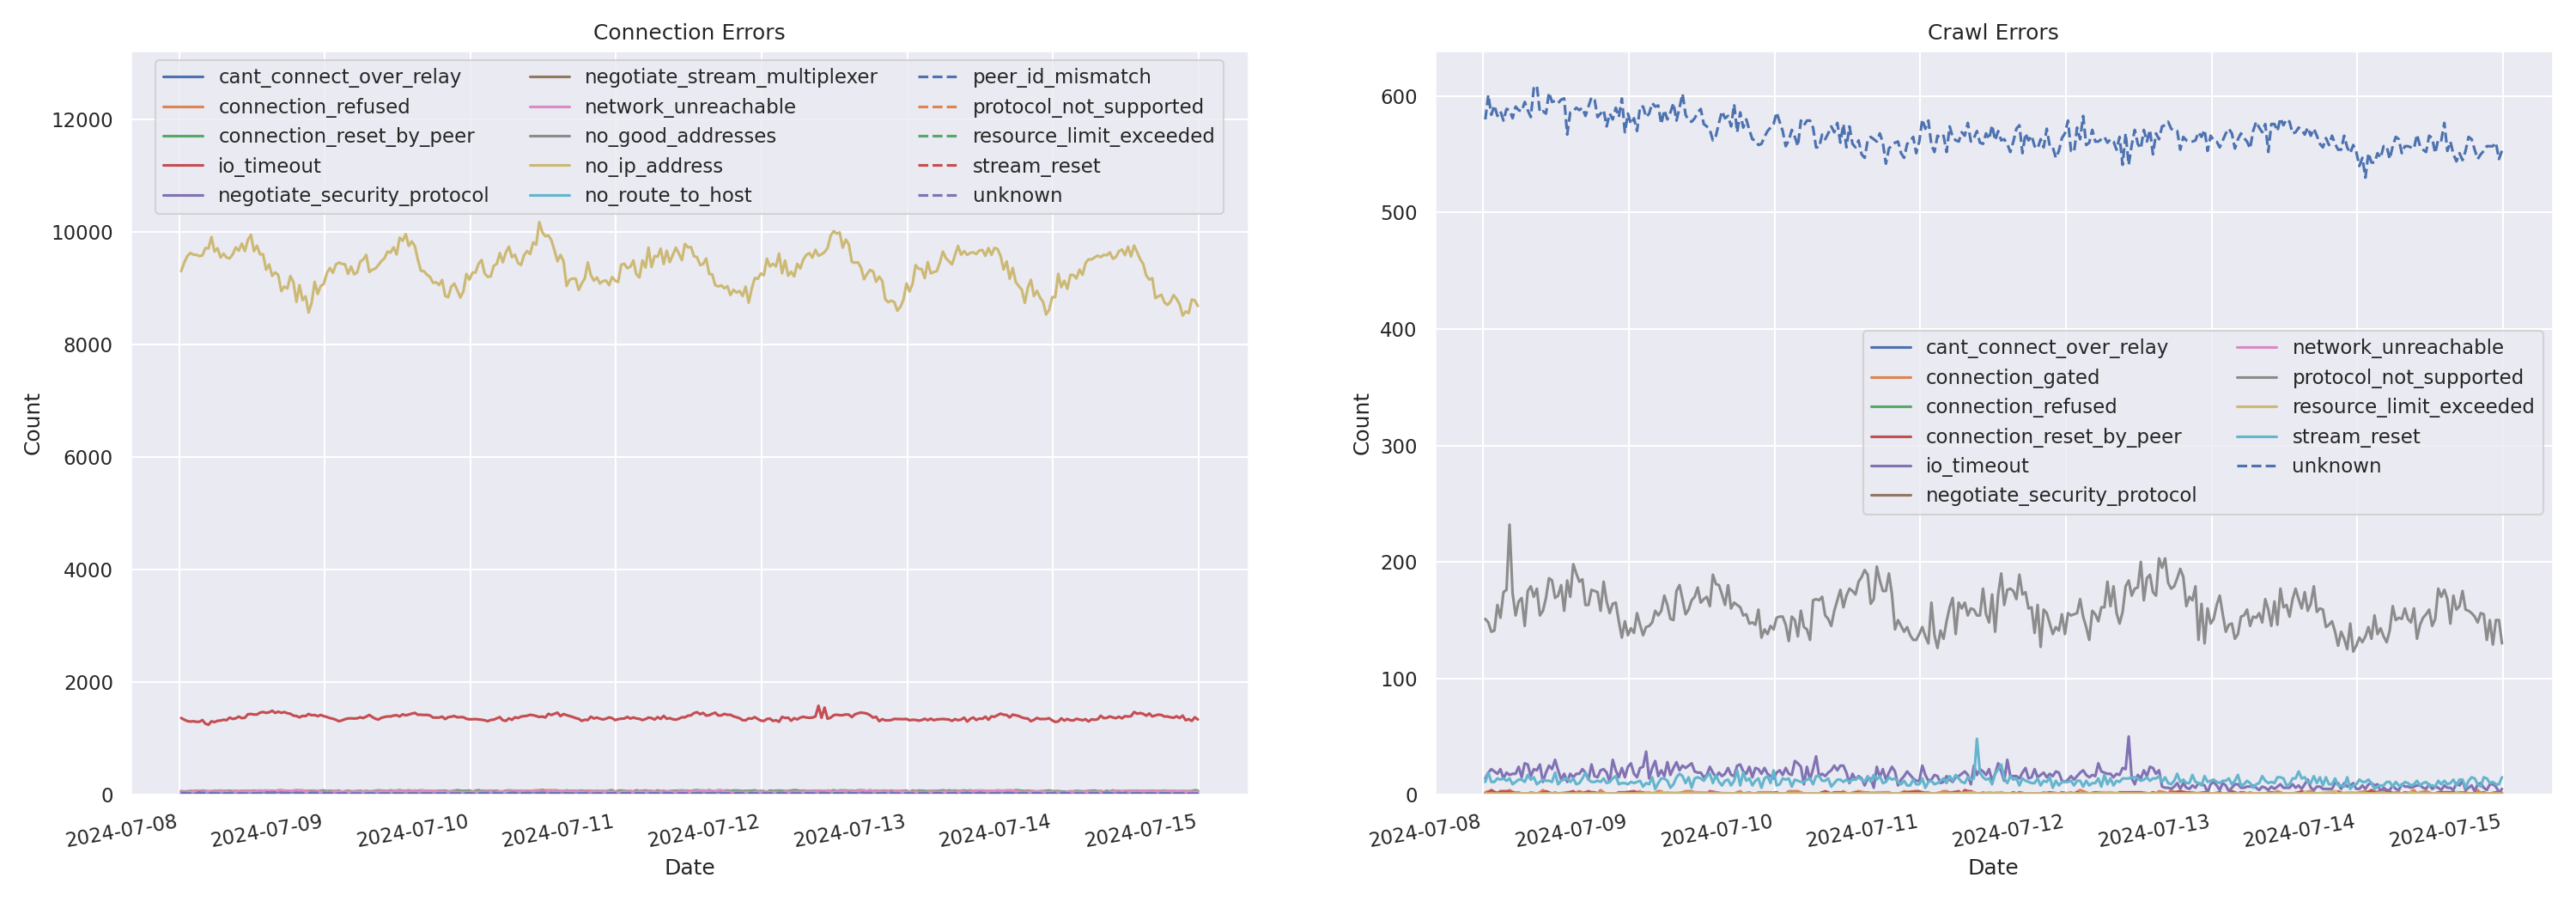 Connection Errors
cant_connect_over_relay
connection_refused
connection_reset_by_peer
io_timeout
negotiate_security_protocol
negotiate_stream_multiplexer
network_unreachable
no_good_addresses
no_ip_address
no_route_to_host
peer_id_mismatch
protocol_not_supported
resource_limit_exceeded
stream_reset
unknown
Count
12000
10000
8000
6000
4000
2000
0
2024-07-08
2024-07-09
2024-07-10
2024-07-11
2024-07-12
2024-07-13
2024-07-14
2024-07-15
Date
Crawl Errors
cant_connect_over_relay
connection_gated
connection_refused
connection_reset_by_peer
io_timeout
negotiate_security_protocol
network_unreachable
protocol_not_supported
resource_limit_exceeded
stream_reset
unknown
Count
600
500
400
300
200
100
0
2024-07-08
2024-07-09
2024-07-10
2024-07-11
2024-07-12
2024-07-13
2024-07-14
2024-07-15
Date